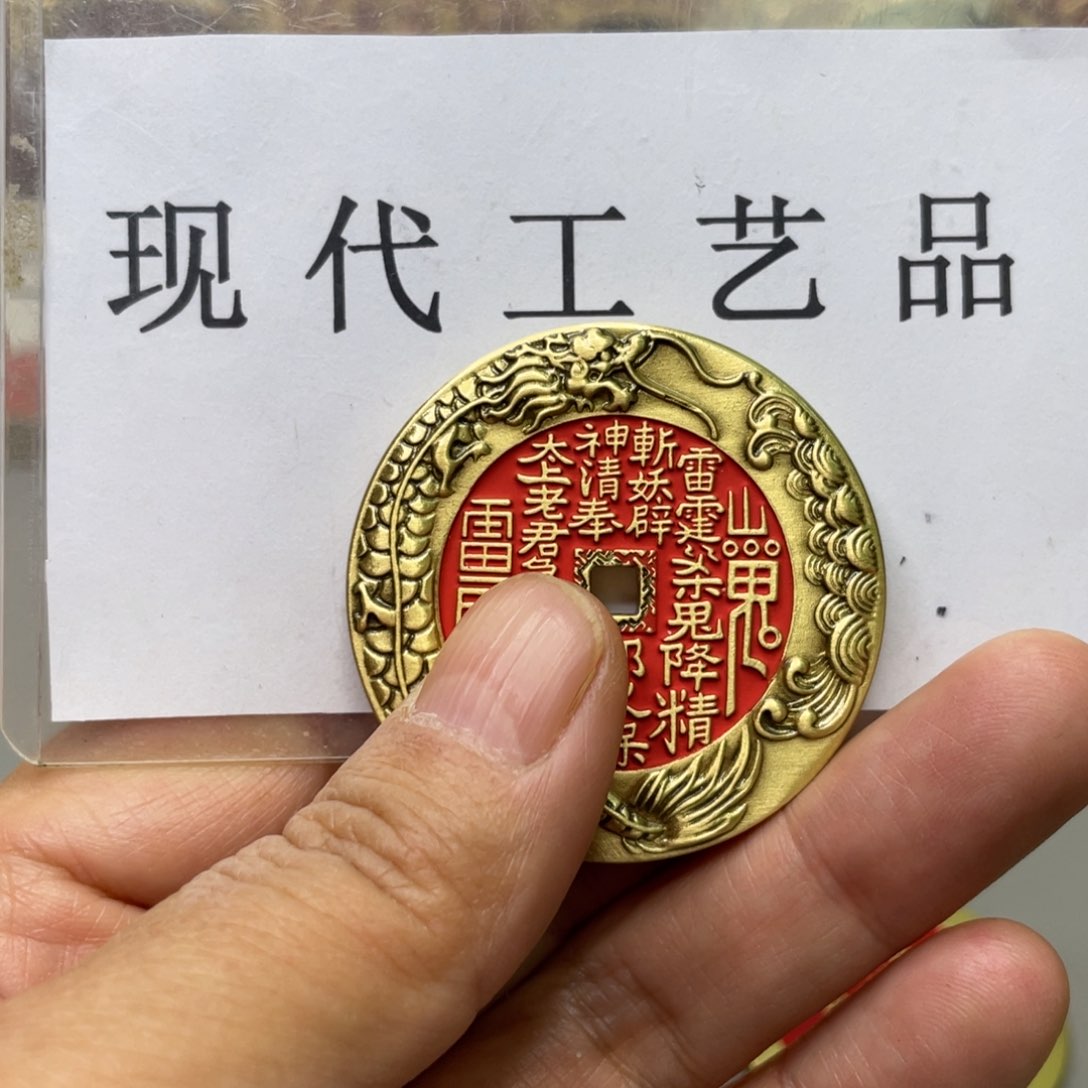 现代工艺品
雷霆殺鬼降精
斬妖辟
神清奉
太上老君